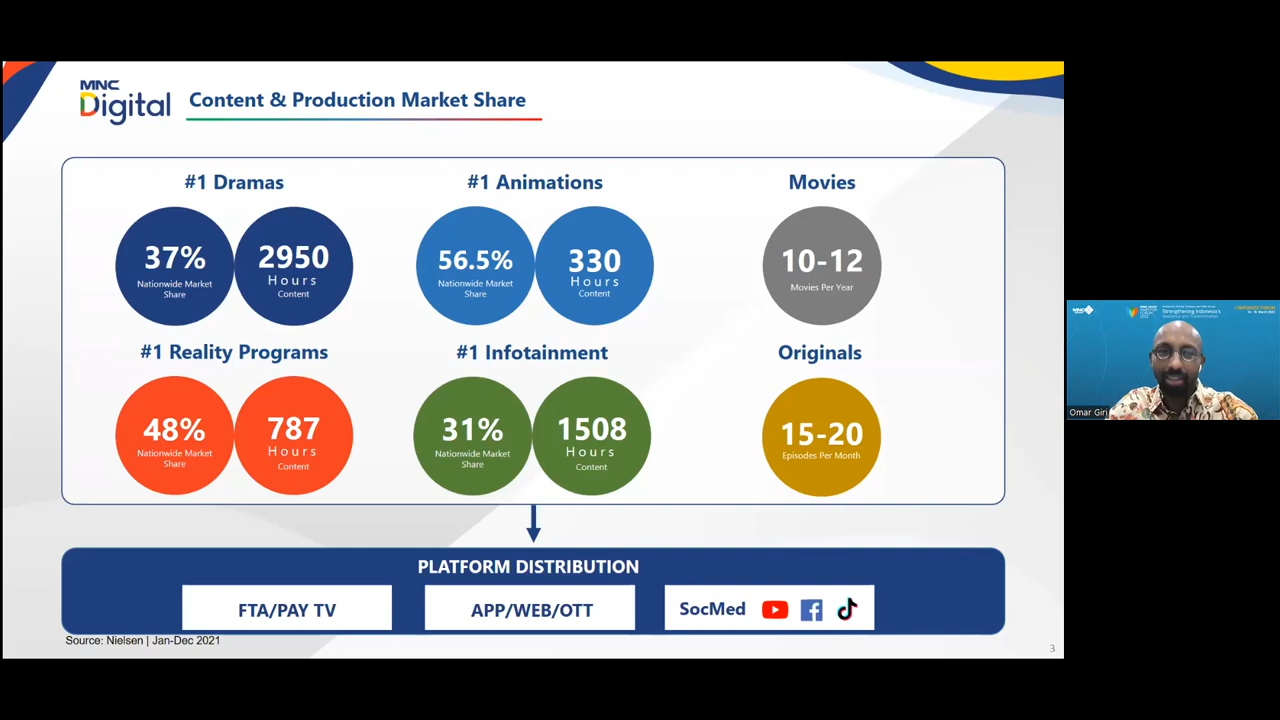 MNC
Digital
Content & Production Market Share
#1 Dramas
#1 Animations
Movies
37%
Nationwide Market
Share
2950
Hours
Content
56.5%
Nationwide Market
Share
330
Hours
Content
10-12
Movies Per Year
#1 Reality Programs
#1 Infotainment
Originals
48%
Nationwide Market
Share
787
Hours
Content
31%
Nationwide Market
Share
1508
Hours
Content
15-20
Episodes Per Month
PLATFORM DISTRIBUTION
FTA/PAY TV
APP/WEB/OTT
SocMed
Source: Nielsen | Jan-Dec 2021
3
MNC
Strengthening Indonesia's
Omar Giri